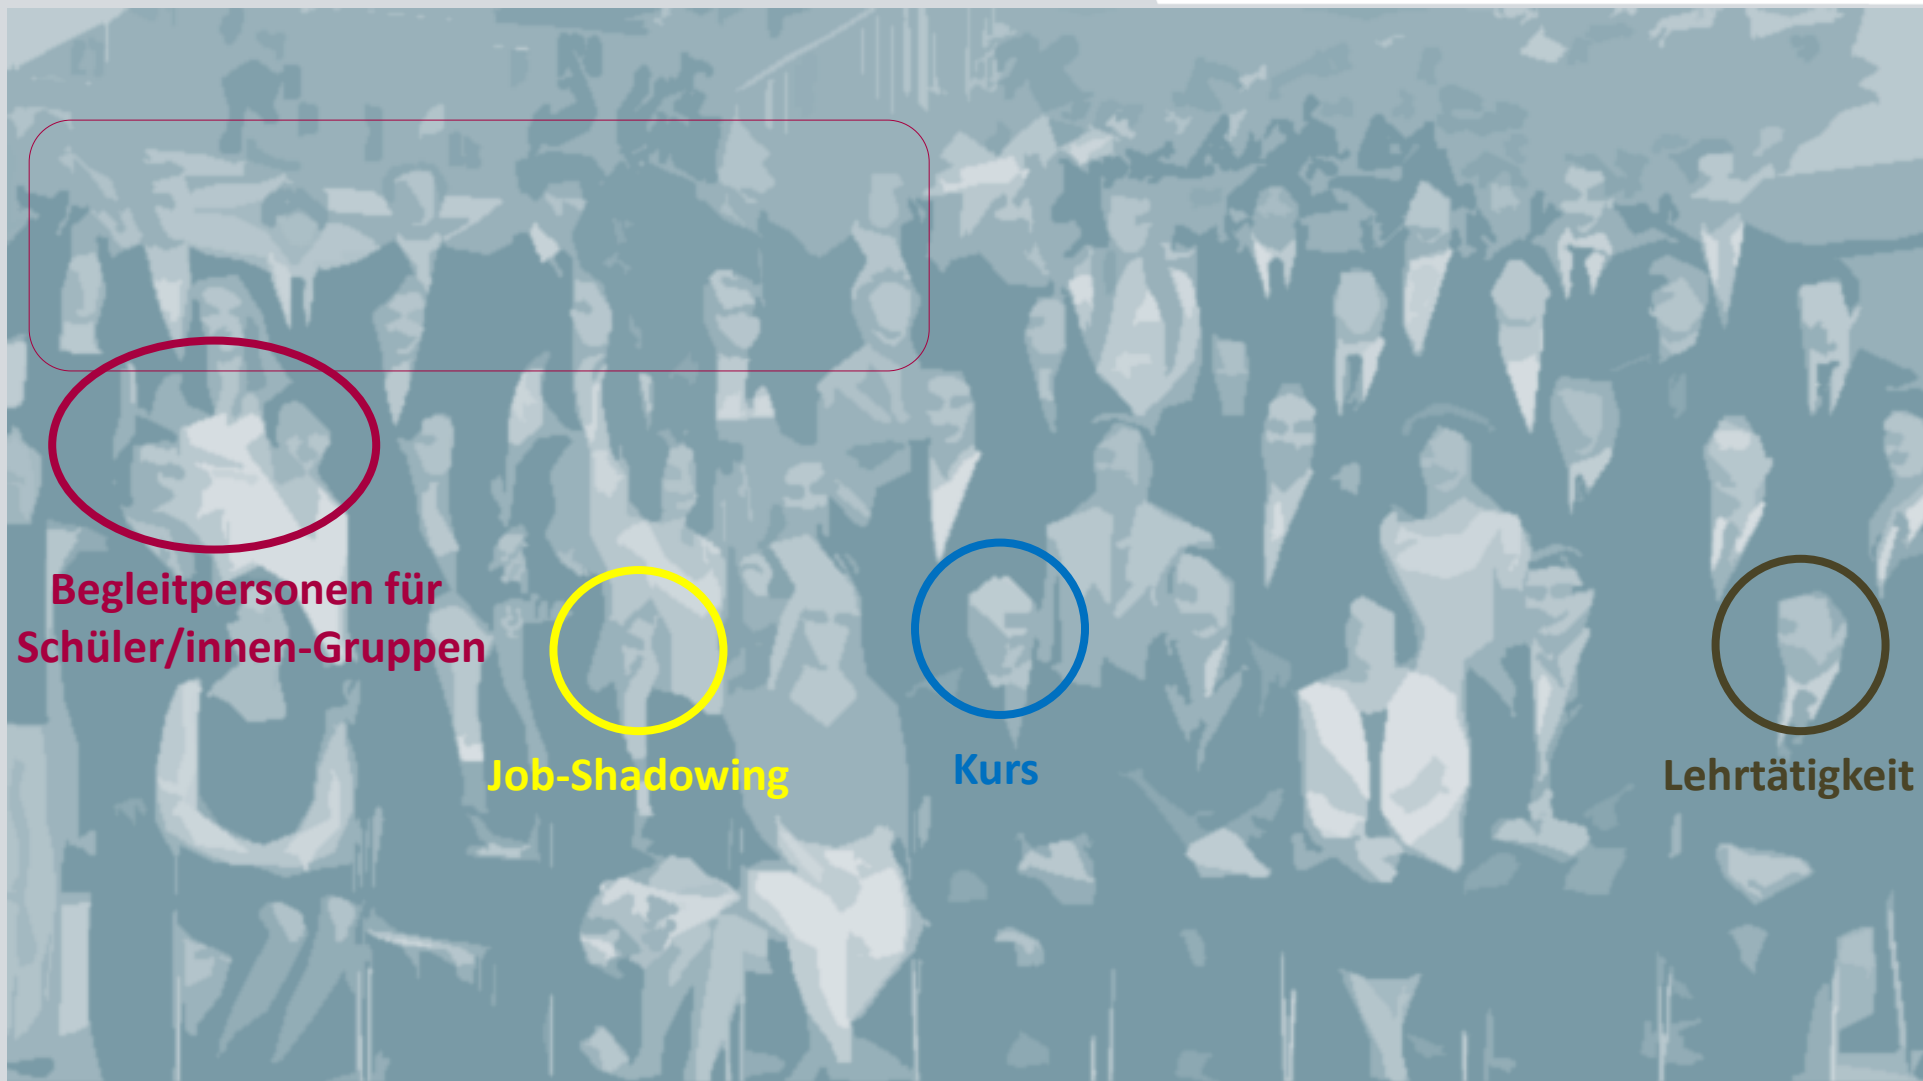 Begleitpersonen für
Schüler/innen-Gruppen
Job-Shadowing
Kurs
Lehrtätigkeit